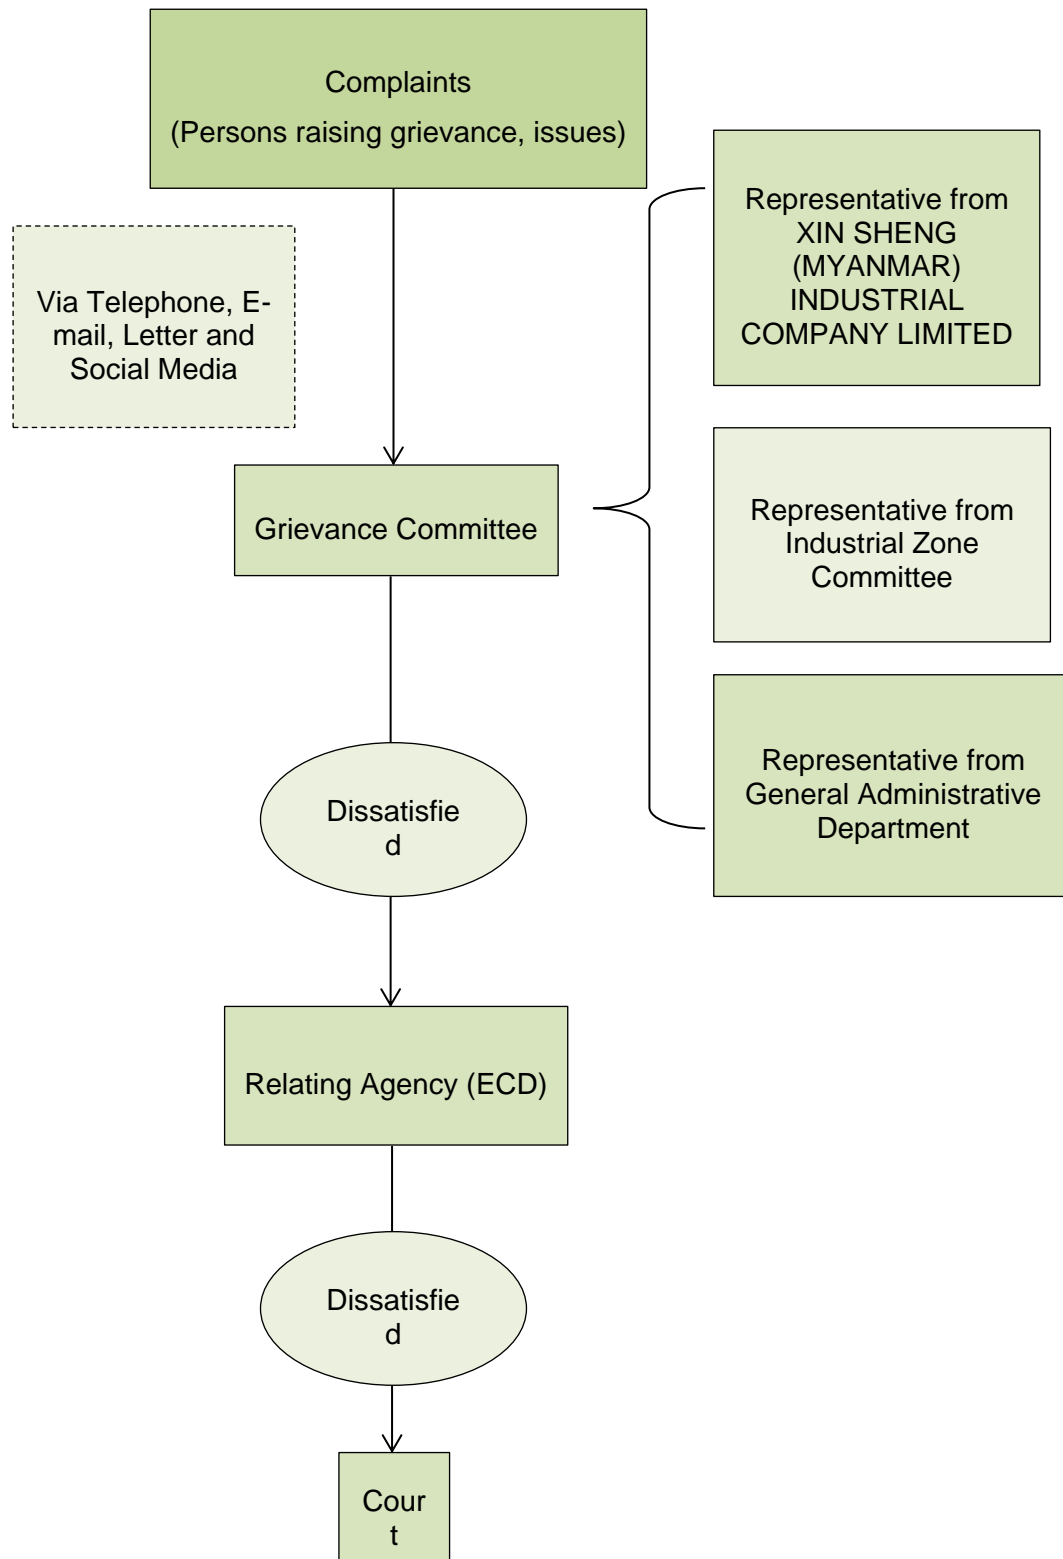 Complaints
(Persons raising grievance, issues)
Via Telephone, E-
mail, Letter and
Social Media
Representative from
XIN SHENG
(MYANMAR)
INDUSTRIAL
COMPANY LIMITED
Grievance Committee
Representative from
Industrial Zone
Committee
Representative from
General Administrative
Department
Dissatisfie
d
Relating Agency (ECD)
Dissatisfie
d
Cour
t